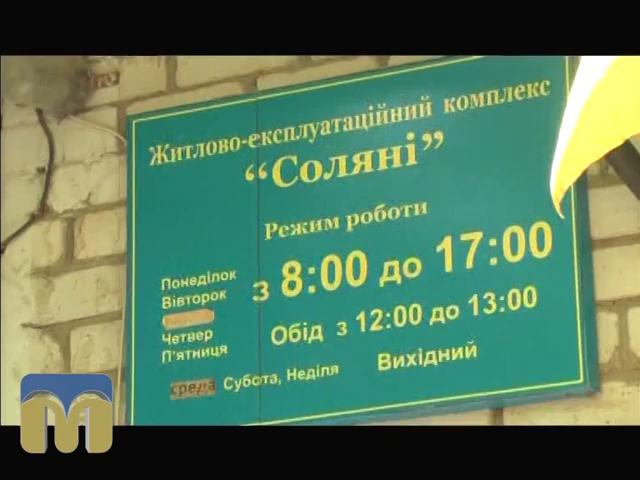 Житлово-експлуатаційний комплекс
“Соляні”
Режим роботи
Понеділок
Вівторок
з 8:00 до 17:00
Четвер
П'ятниця
Обід з 12:00 до 13:00
среда Субота, Неділя Вихідний
M